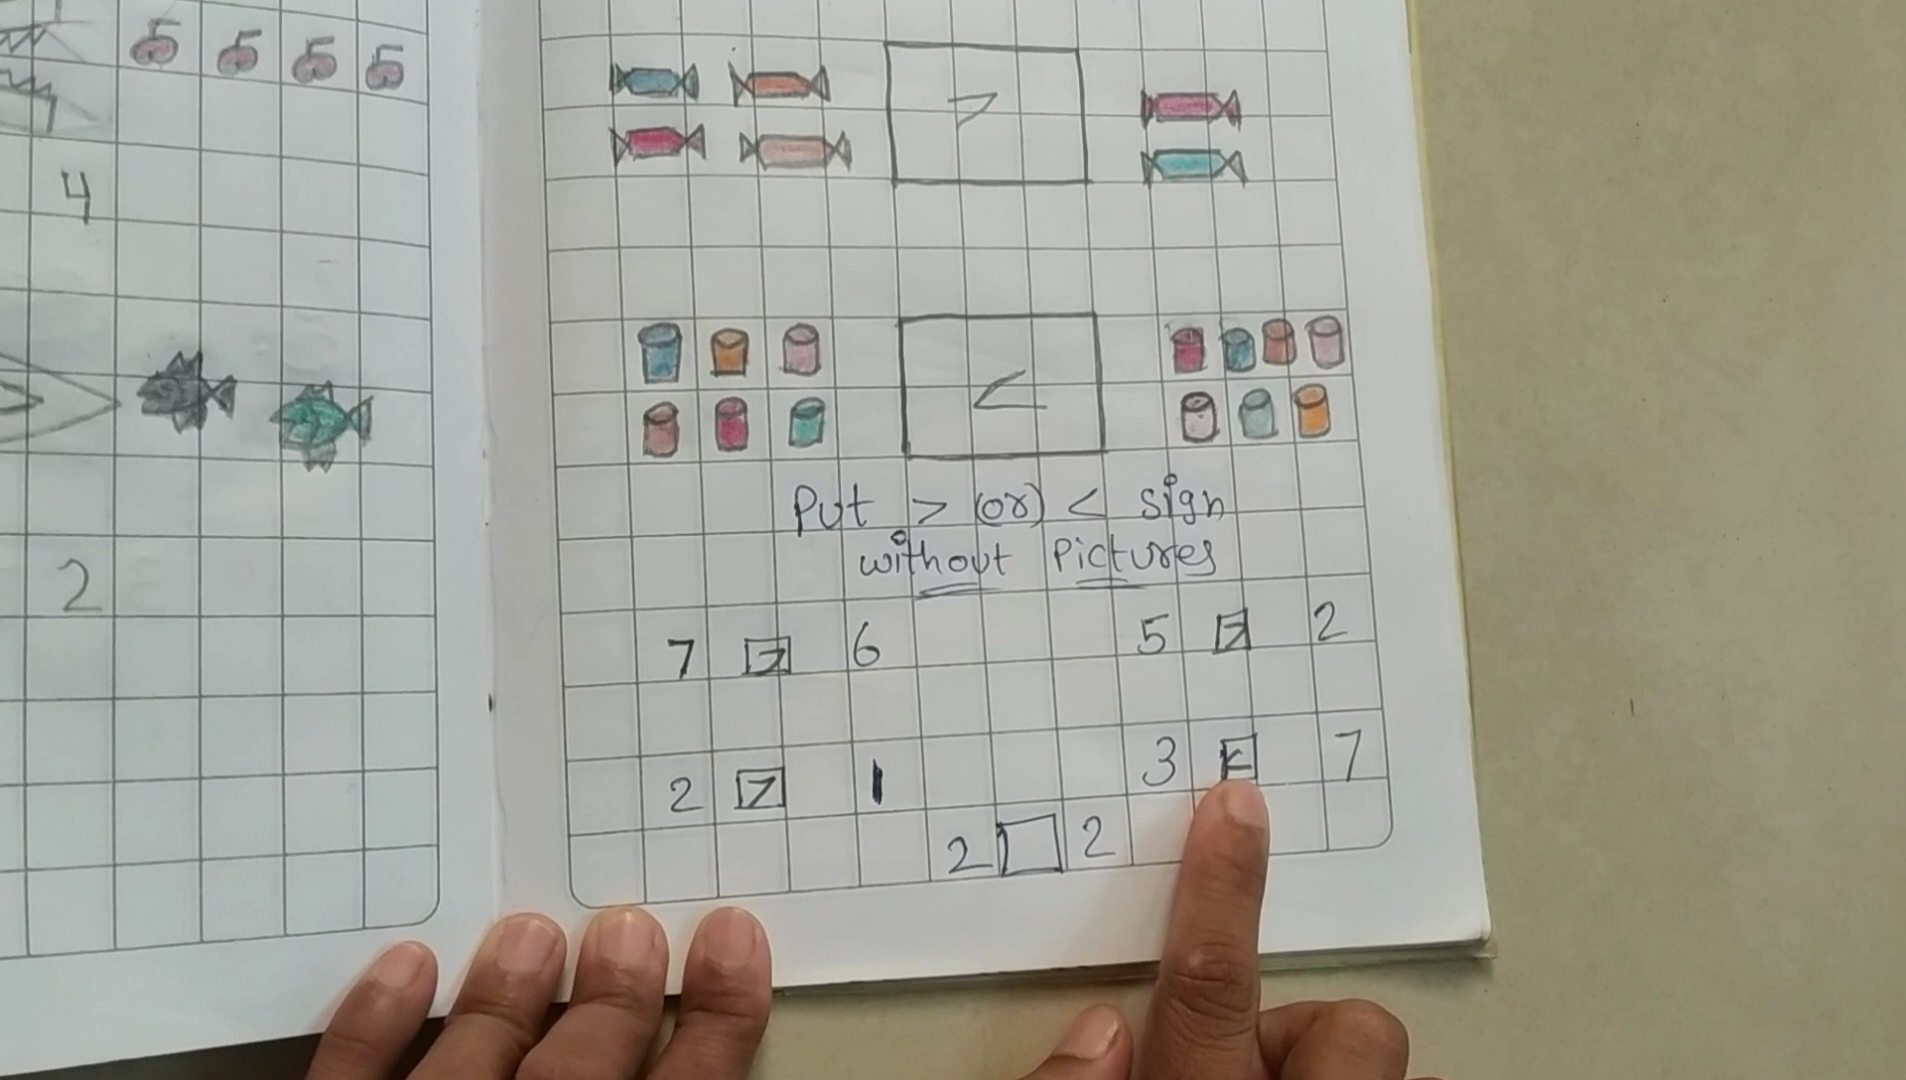 4
2
>
<
Put > (or) < sign
without Pictures
7 > 6 5 > 2
2 > 1 3 < 7
2 2